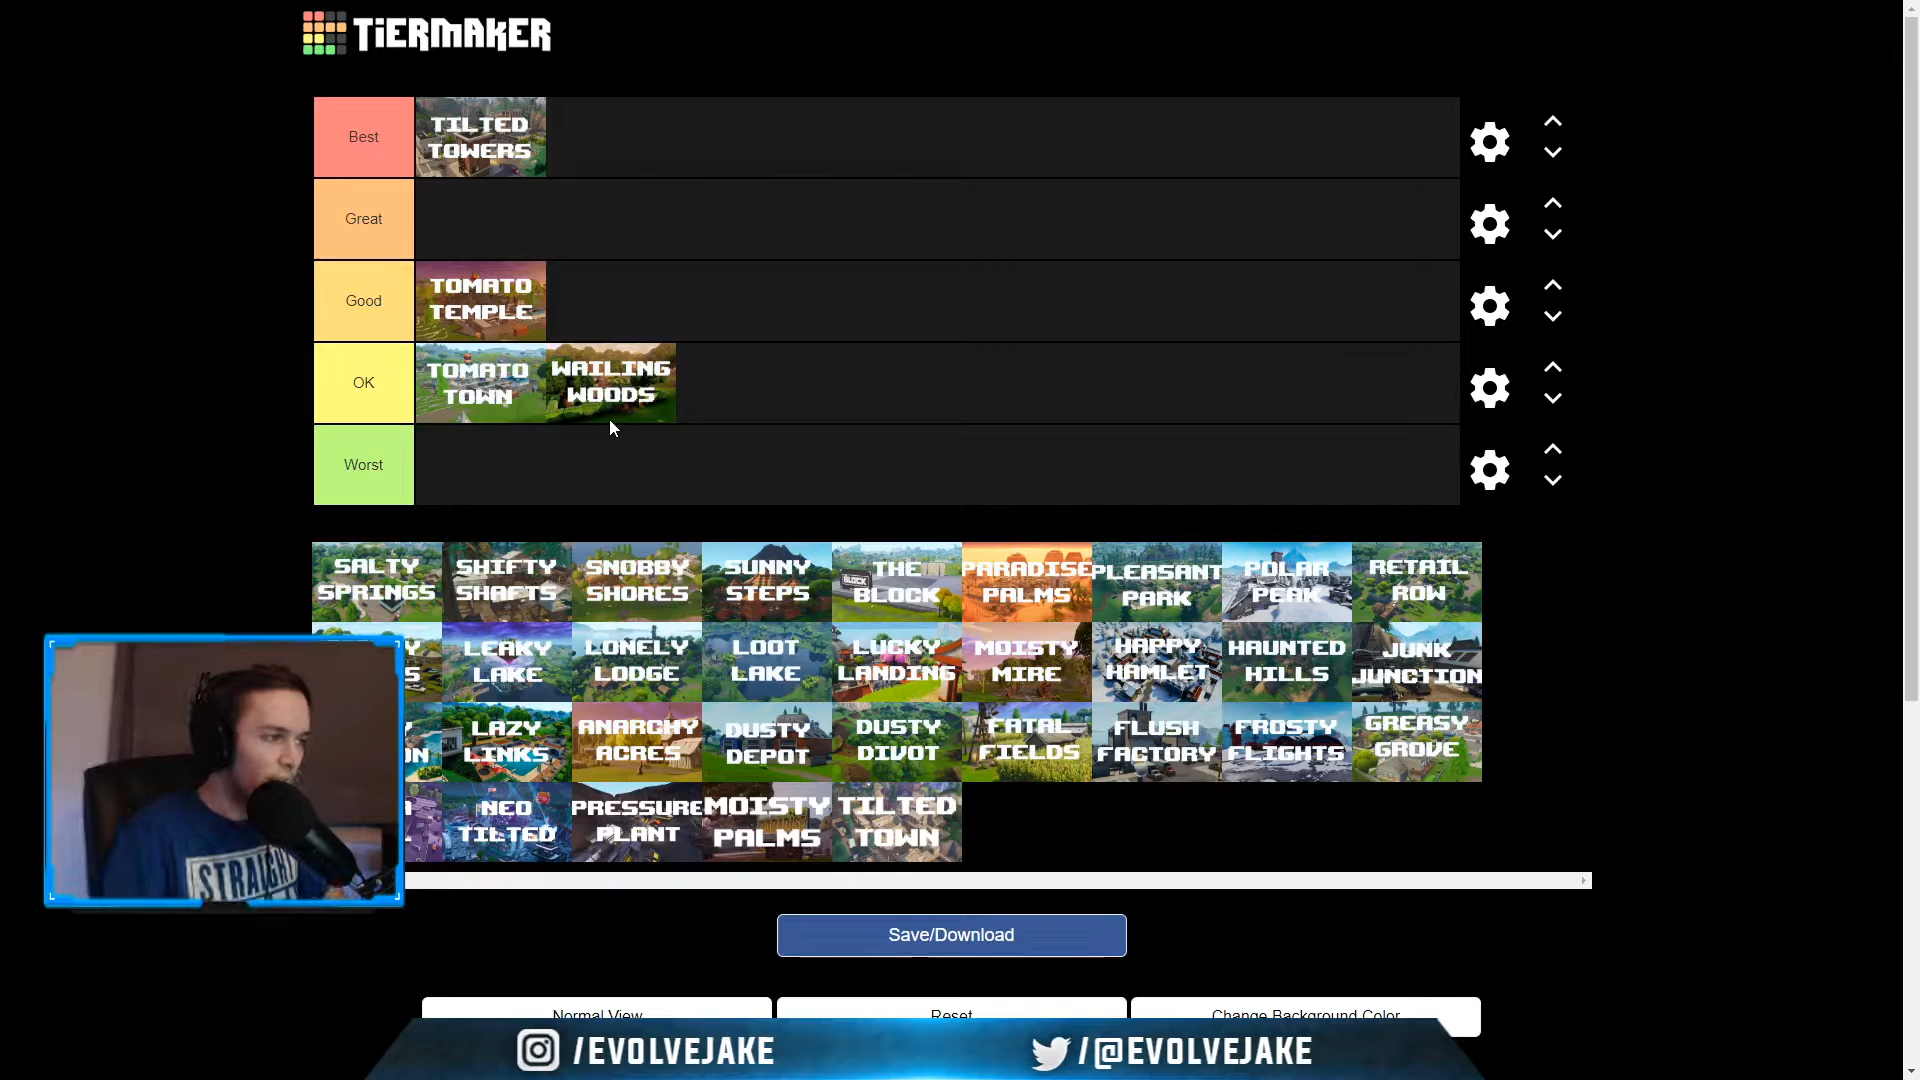 TiERMAKER
Best
TILTED
TOWERS
Great
Good
TOMATO
TEMPLE
OK
TOMATO
TOWN
WAILING
WOODS
Worst
SALTY
SPRINGS
SHIFTY
SHAFTS
SNOBBY
SHORES
SUNNY
STEPS
THE
BLOCK
BLOCK
PARADISE
PALMS
PLEASANT
PARK
POLAR
PEAK
RETAIL
ROW
LEAKY
LAKE
LONELY
LODGE
LOOT
LAKE
LUCKY
LANDING
MOISTY
MIRE
HAPPY
HAMLET
HAUNTED
HILLS
JUNK
JUNCTION
LAZY
LINKS
ANARCHY
ACRES
DUSTY
DEPOT
DUSTY
DIVOT
FATAL
FIELDS
FLUSH
FACTORY
FROSTY
FLIGHTS
GREASY
GROVE
NEO
TILTED
PRESSURE
PLANT
MOISTY
PALMS
TILTED
TOWN
STRAIGHT
Save/Download
Normal View
Reset
Change Background Color
/EVOLVEJAKE
/@EVOLVEJAKE